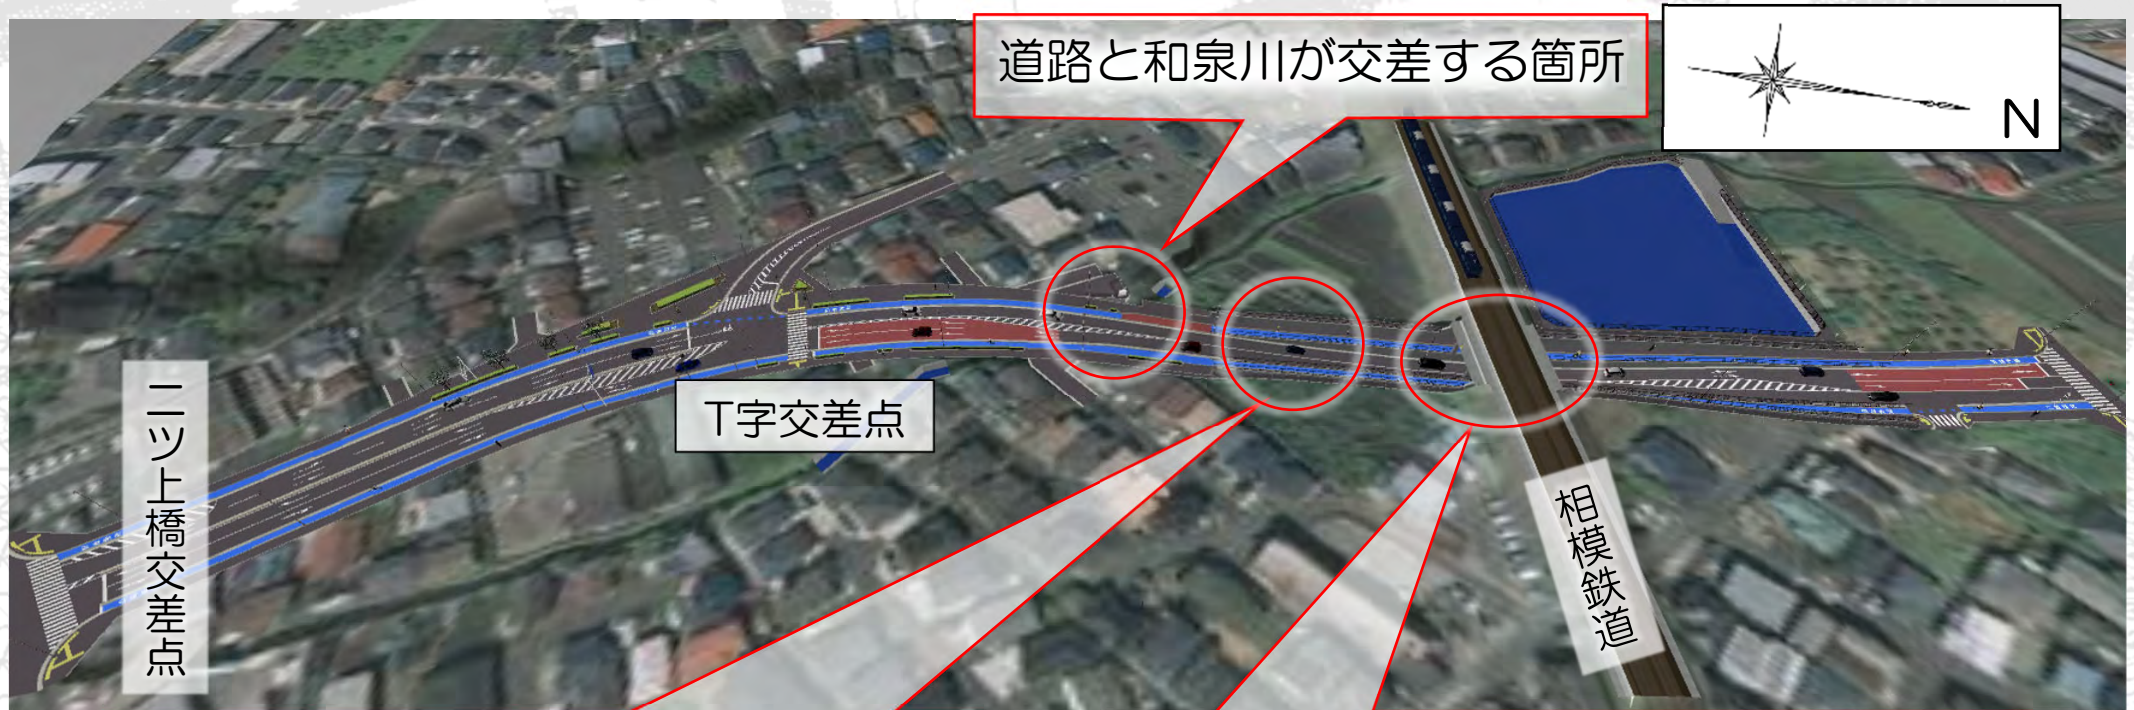 道路と和泉川が交差する箇所
N
T字交差点
二ツ上橋交差点
相模鉄道